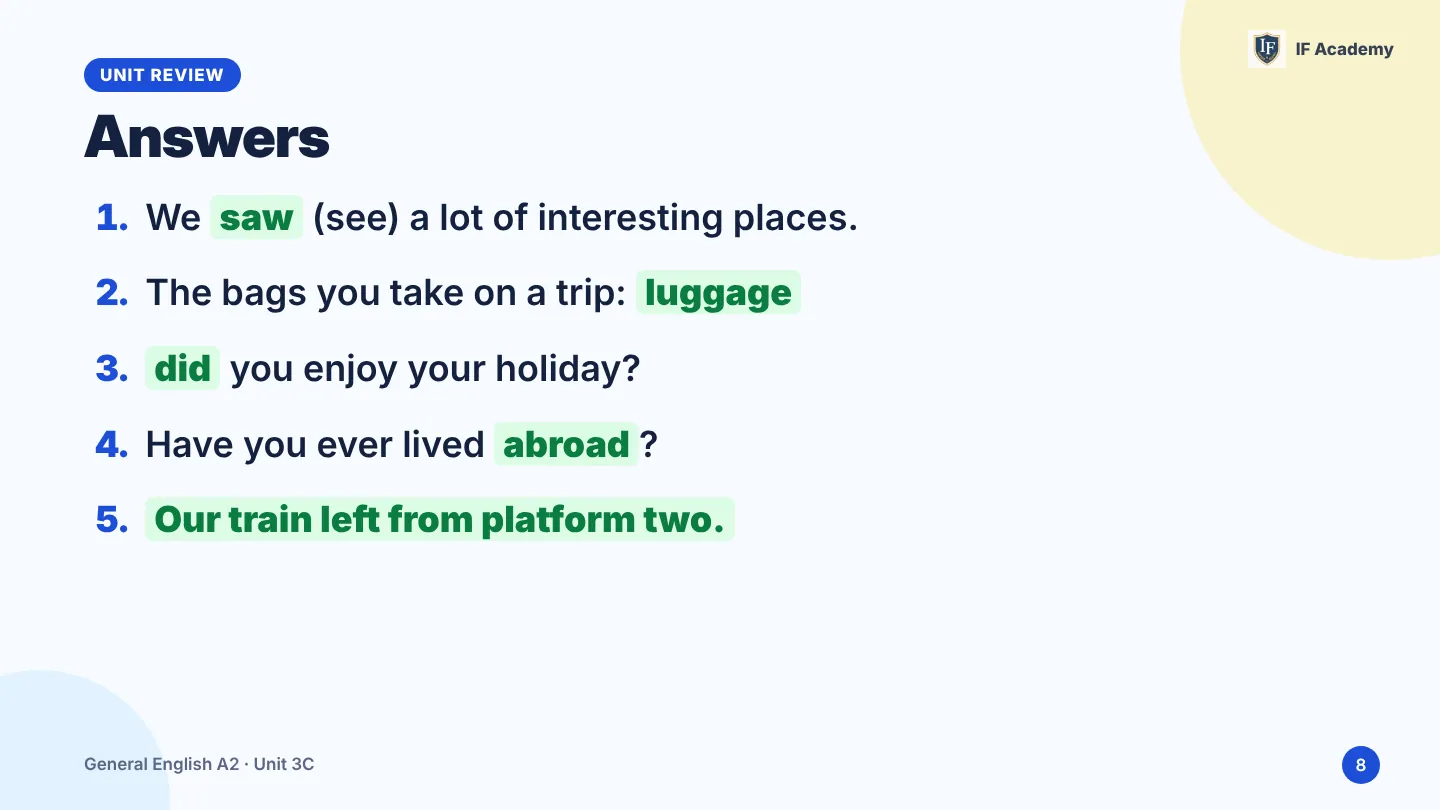 IF IF Academy
UNIT REVIEW
Answers
1. We saw (see) a lot of interesting places.
2. The bags you take on a trip: luggage
3. did you enjoy your holiday?
4. Have you ever lived abroad?
5. Our train left from platform two.
General English A2 · Unit 3C
8